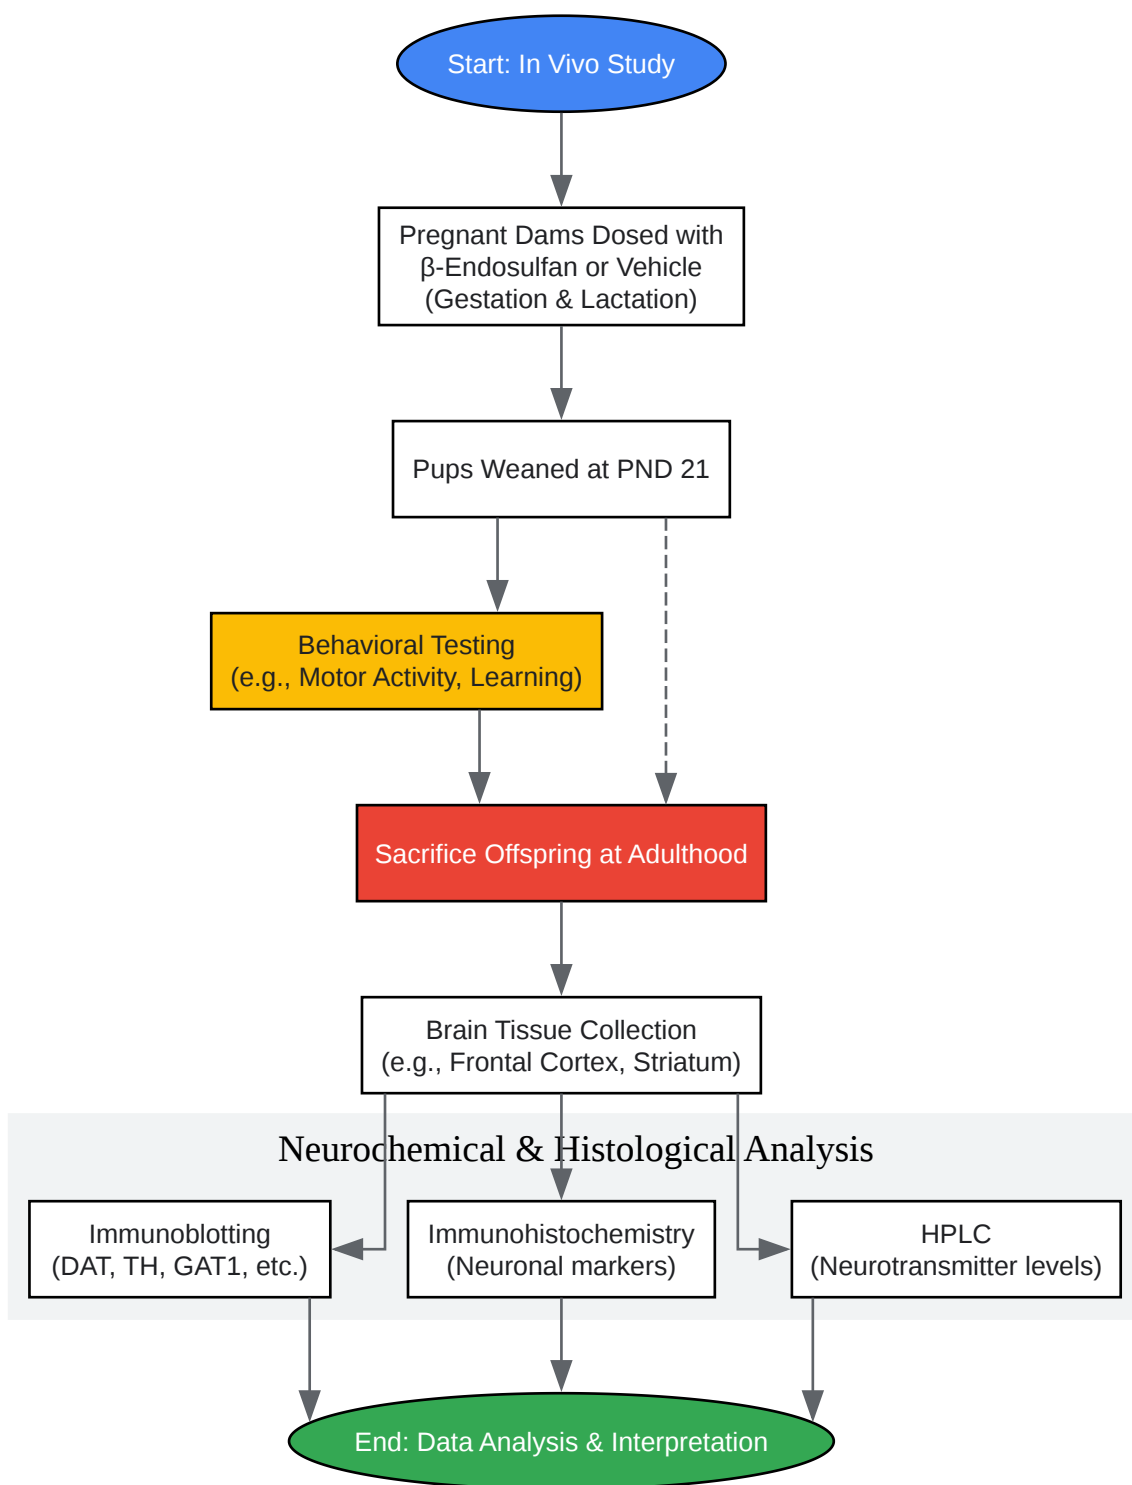 Start: In Vivo Study
Pregnant Dams Dosed with
β-Endosulfan or Vehicle
(Gestation & Lactation)
Pups Weaned at PND 21
Behavioral Testing
(e.g., Motor Activity, Learning)
Sacrifice Offspring at Adulthood
Brain Tissue Collection
(e.g., Frontal Cortex, Striatum)
Neurochemical & Histological Analysis
Immunoblotting
(DAT, TH, GAT1, etc.)
Immunohistochemistry
(Neuronal markers)
HPLC
(Neurotransmitter levels)
End: Data Analysis & Interpretation